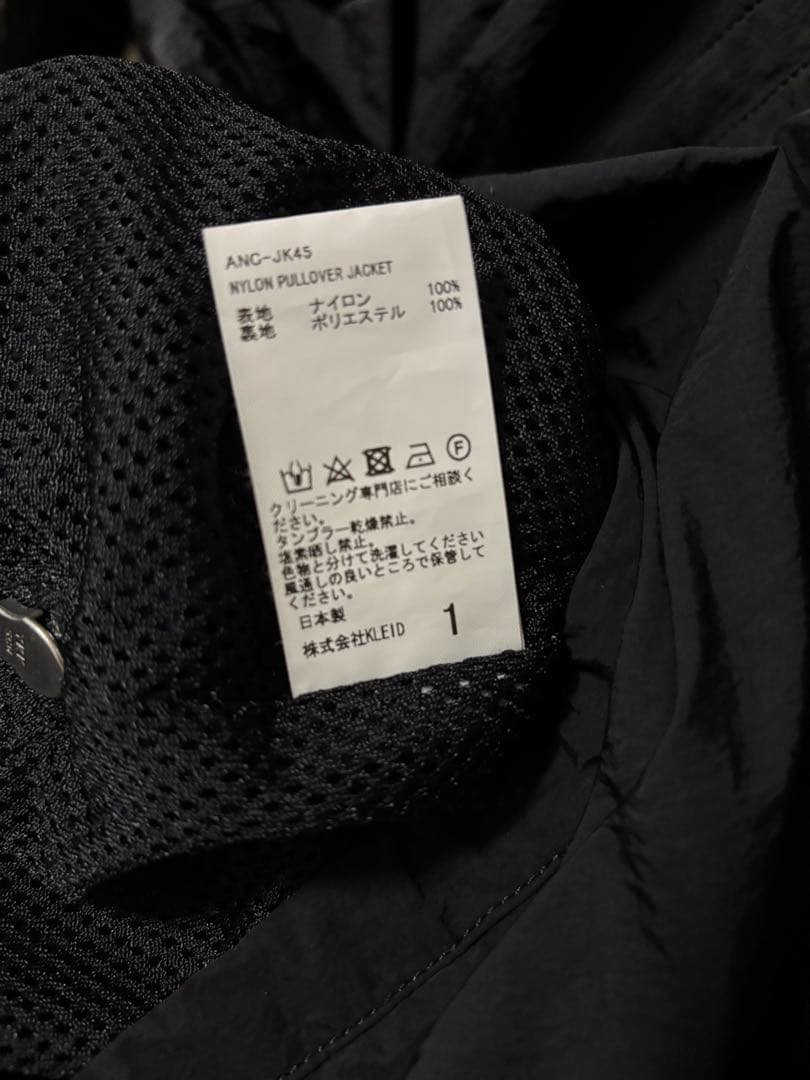 ANC-JK45
NYLON PULLOVER JACKET
表地 ナイロン 100%
裏地 ポリエステル 100%
F
クリーニング専門店にご相談く
ださい。
タンブラー乾燥禁止。
塩素晒し禁止。
色物と分けて洗濯してください
風通しの良いところで保管して
ください。
日本製
株式会社KLEID 1